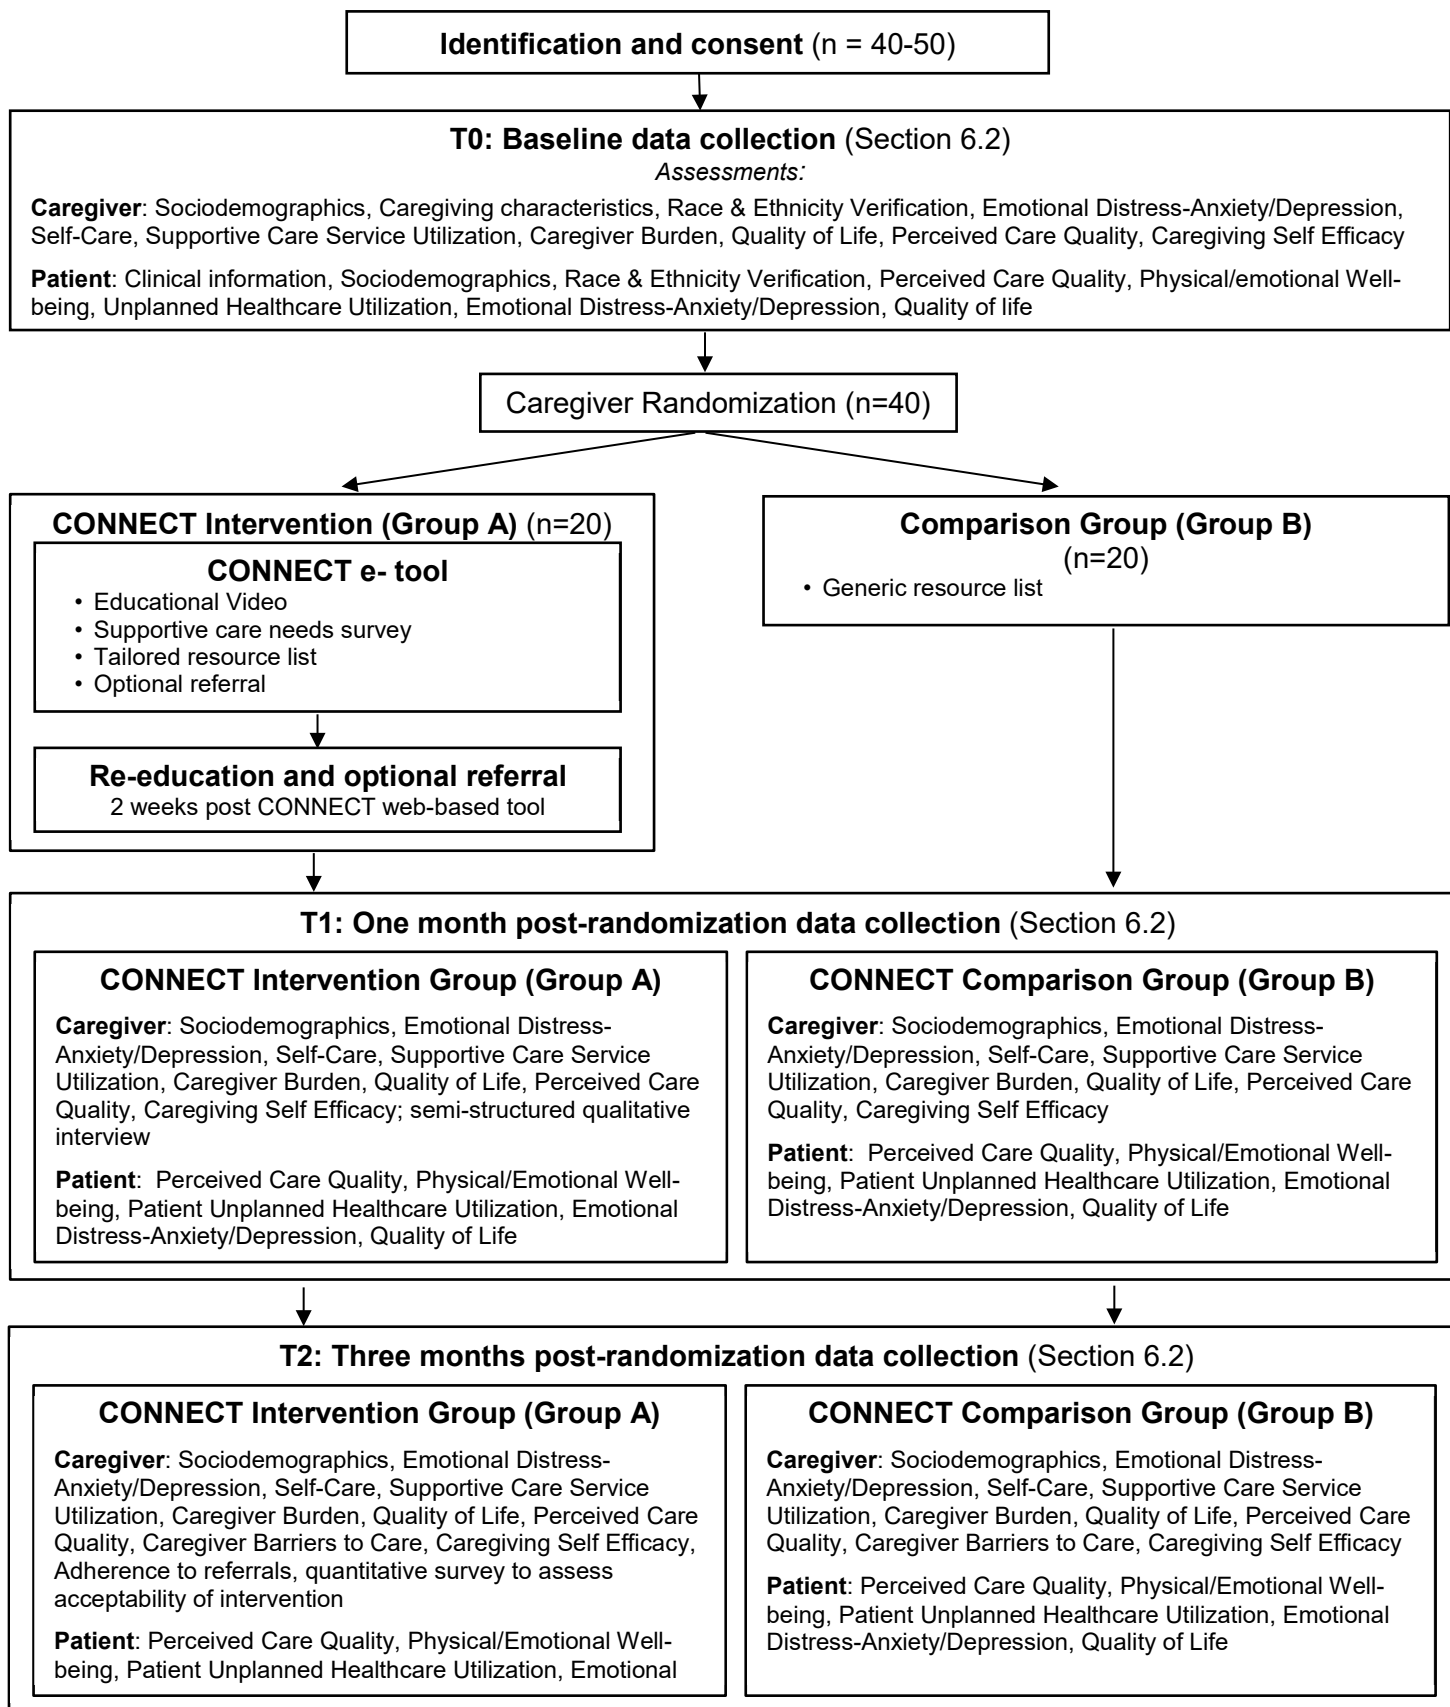 Identification and consent (n = 40-50)
T0: Baseline data collection (Section 6.2)
Assessments:
Caregiver: Sociodemographics, Caregiving characteristics, Race & Ethnicity Verification, Emotional Distress-Anxiety/Depression,
Self-Care, Supportive Care Service Utilization, Caregiver Burden, Quality of Life, Perceived Care Quality, Caregiving Self Efficacy
Patient: Clinical information, Sociodemographics, Race & Ethnicity Verification, Perceived Care Quality, Physical/emotional Well-
being, Unplanned Healthcare Utilization, Emotional Distress-Anxiety/Depression, Quality of life
Caregiver Randomization (n=40)
CONNECT Intervention (Group A) (n=20)
CONNECT e- tool
• Educational Video
• Supportive care needs survey
• Tailored resource list
• Optional referral
Re-education and optional referral
2 weeks post CONNECT web-based tool
Comparison Group (Group B)
(n=20)
• Generic resource list
T1: One month post-randomization data collection (Section 6.2)
CONNECT Intervention Group (Group A)
Caregiver: Sociodemographics, Emotional Distress-
Anxiety/Depression, Self-Care, Supportive Care Service
Utilization, Caregiver Burden, Quality of Life, Perceived Care
Quality, Caregiving Self Efficacy; semi-structured qualitative
interview
Patient:  Perceived Care Quality, Physical/Emotional Well-
being, Patient Unplanned Healthcare Utilization, Emotional
Distress-Anxiety/Depression, Quality of Life
CONNECT Comparison Group (Group B)
Caregiver: Sociodemographics, Emotional Distress-
Anxiety/Depression, Self-Care, Supportive Care Service
Utilization, Caregiver Burden, Quality of Life, Perceived Care
Quality, Caregiving Self Efficacy
Patient:  Perceived Care Quality, Physical/Emotional Well-
being, Patient Unplanned Healthcare Utilization, Emotional
Distress-Anxiety/Depression, Quality of Life
T2: Three months post-randomization data collection (Section 6.2)
CONNECT Intervention Group (Group A)
Caregiver: Sociodemographics, Emotional Distress-
Anxiety/Depression, Self-Care, Supportive Care Service
Utilization, Caregiver Burden, Quality of Life, Perceived Care
Quality, Caregiver Barriers to Care, Caregiving Self Efficacy,
Adherence to referrals, quantitative survey to assess
acceptability of intervention
Patient: Perceived Care Quality, Physical/Emotional Well-
being, Patient Unplanned Healthcare Utilization, Emotional
CONNECT Comparison Group (Group B)
Caregiver: Sociodemographics, Emotional Distress-
Anxiety/Depression, Self-Care, Supportive Care Service
Utilization, Caregiver Burden, Quality of Life, Perceived Care
Quality, Caregiver Barriers to Care, Caregiving Self Efficacy
Patient: Perceived Care Quality, Physical/Emotional Well-
being, Patient Unplanned Healthcare Utilization, Emotional
Distress-Anxiety/Depression, Quality of Life